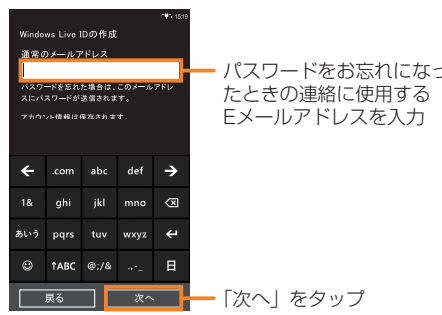 15:19
Windows Live IDの作成
通常のメールアドレス
パスワードを忘れた場合は、このメールアドレ
スにパスワードが送信されます。
アカウント情報は保存されます。
パスワードをお忘れになっ
たときの連絡に使用する
Eメールアドレスを入力
← .com abc def →
1& ghi jkl mno
あいう pqrs tuv wxyz
↑ABC @;/& .,-_ 日
戻る 次へ
「次へ」をタップ